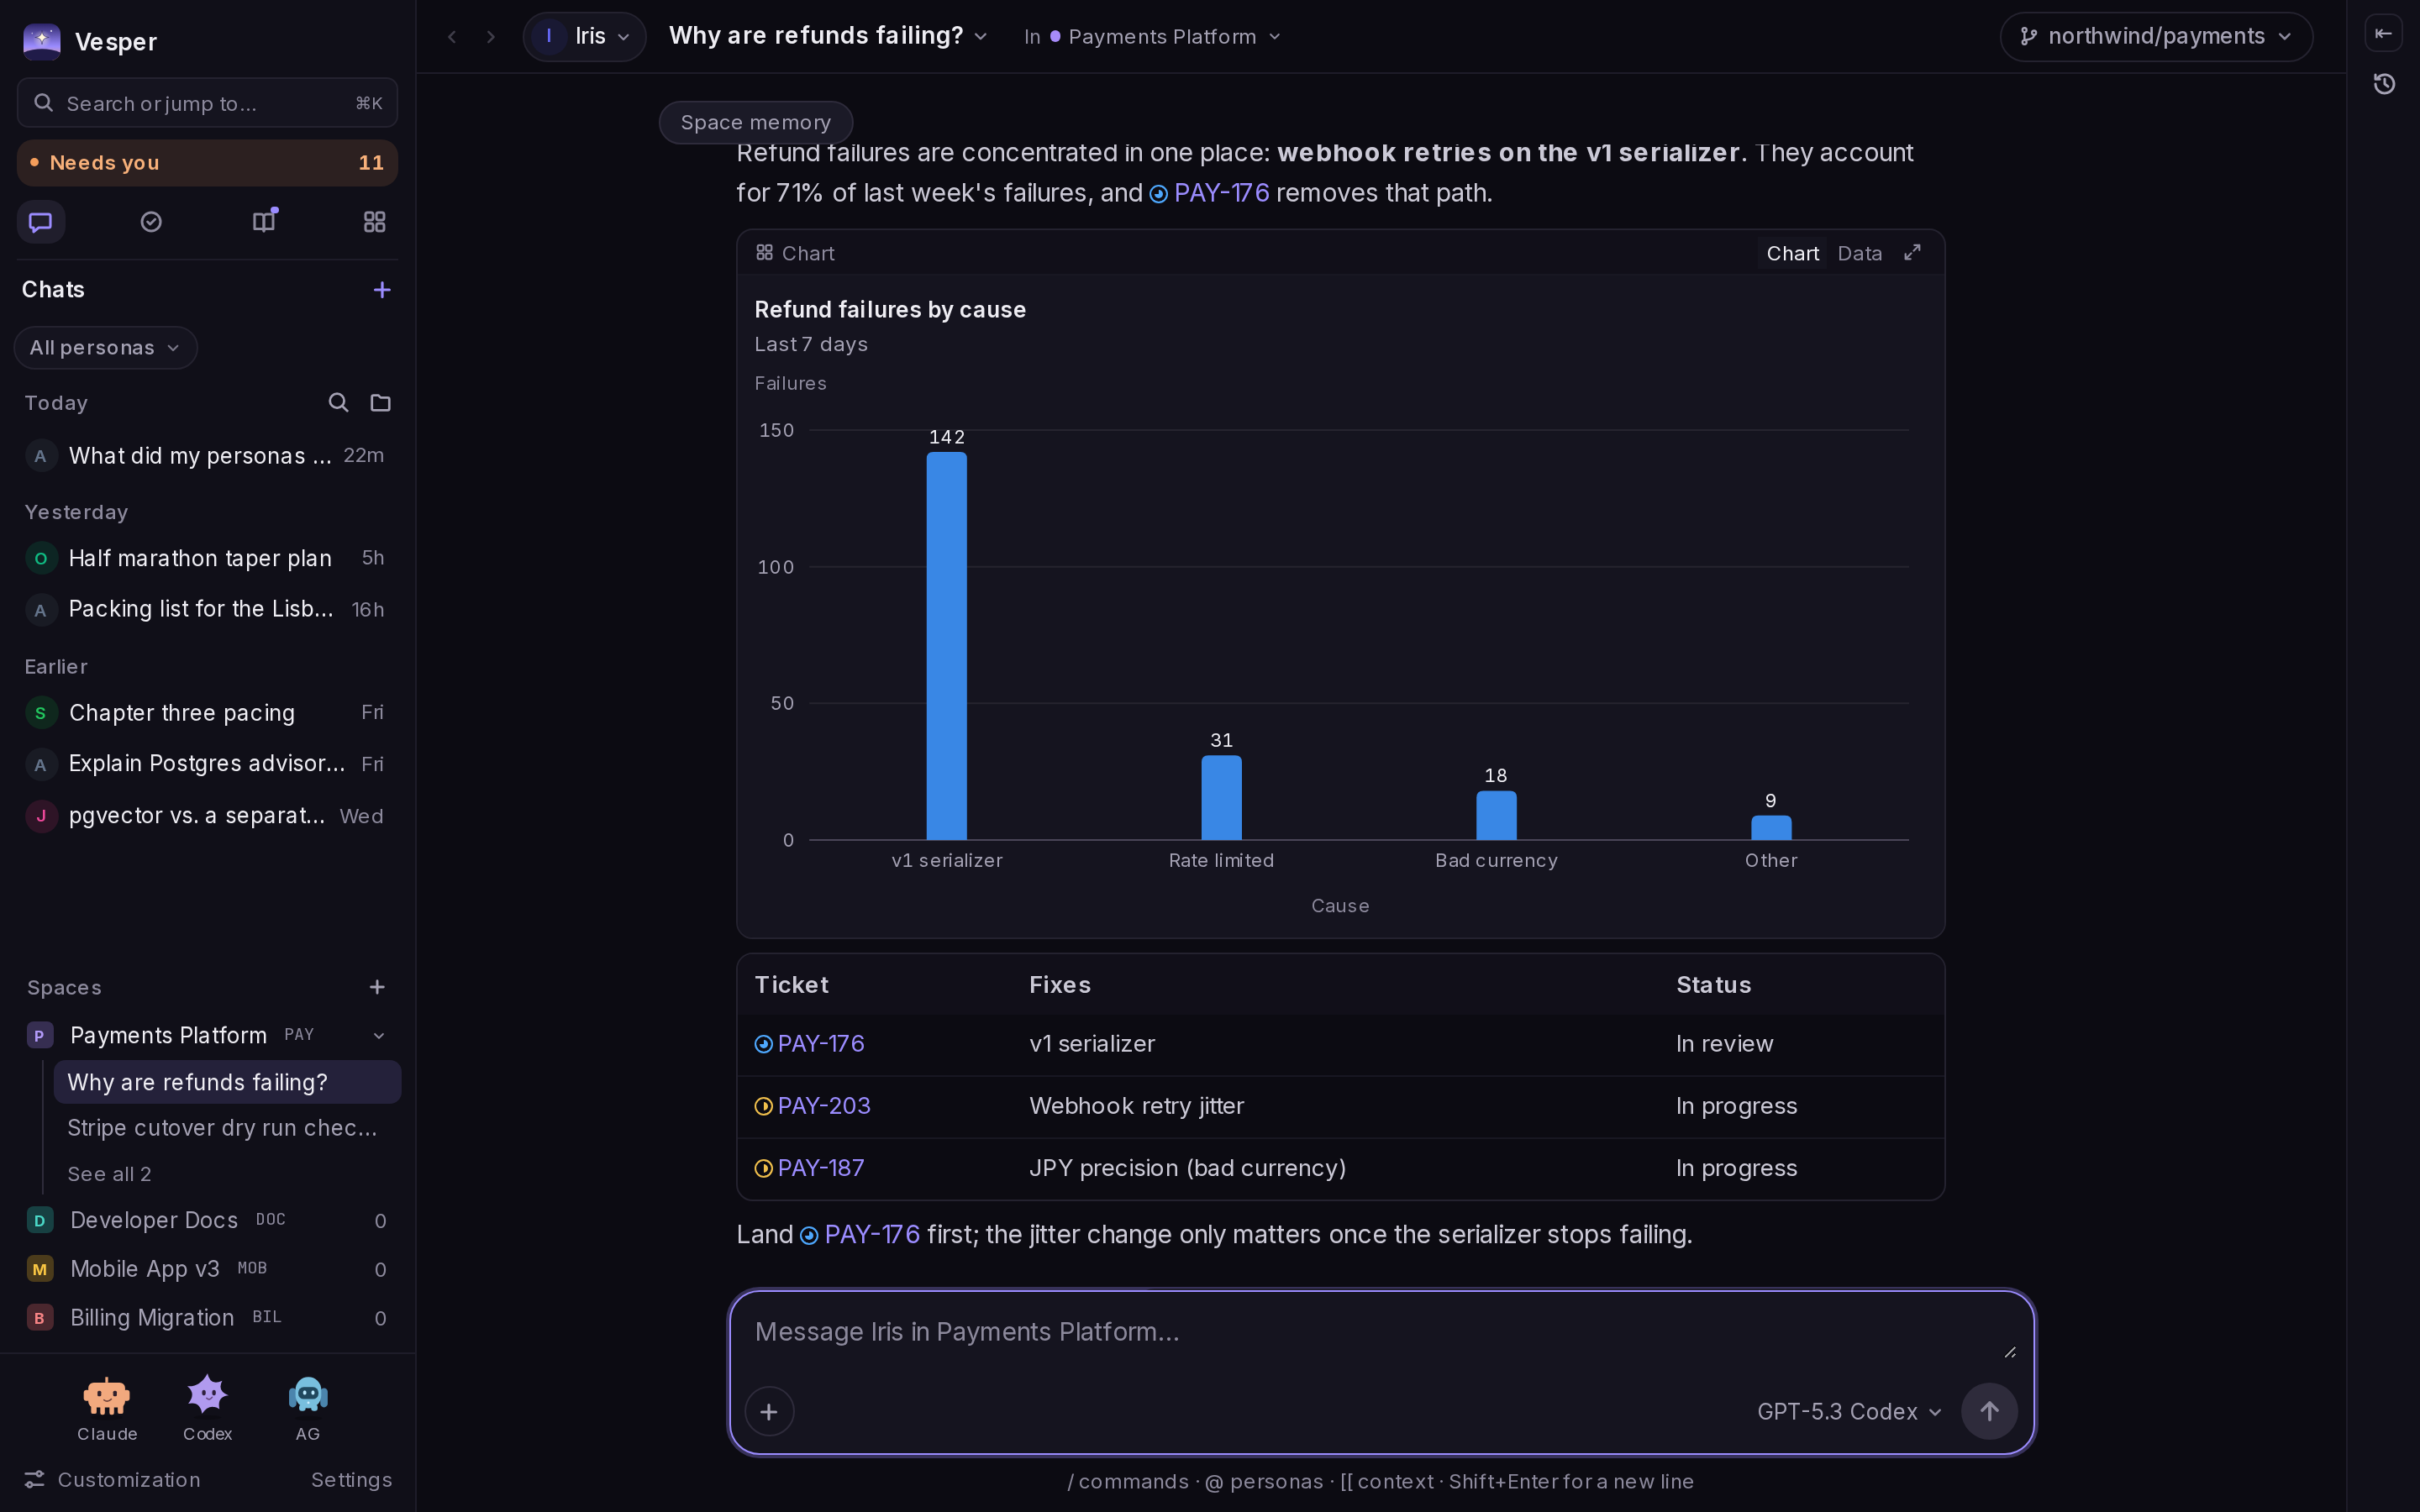 Vesper
Search or jump to… ⌘K
Needs you 11
Chats
All personas
Today
A What did my personas … 22m
Yesterday
O Half marathon taper plan 5h
A Packing list for the Lisb… 16h
Earlier
S Chapter three pacing Fri
A Explain Postgres advisor… Fri
J pgvector vs. a separat… Wed
Spaces
P Payments Platform PAY
Why are refunds failing?
Stripe cutover dry run chec…
See all 2
D Developer Docs DOC 0
M Mobile App v3 MOB 0
B Billing Migration BIL 0
Claude Codex AG
Customization Settings
I Iris Why are refunds failing? In Payments Platform northwind/payments
Space memory
Refund failures are concentrated in one place: webhook retries on the v1 serializer. They account
for 71% of last week's failures, and PAY-176 removes that path.
Chart Chart Data
Refund failures by cause
Last 7 days
Failures
150
100
50
0
142
31
18
9
v1 serializer Rate limited Bad currency Other
Cause
Ticket Fixes Status
PAY-176 v1 serializer In review
PAY-203 Webhook retry jitter In progress
PAY-187 JPY precision (bad currency) In progress
Land PAY-176 first; the jitter change only matters once the serializer stops failing.
Message Iris in Payments Platform…
GPT-5.3 Codex
/ commands · @ personas · [[ context · Shift+Enter for a new line